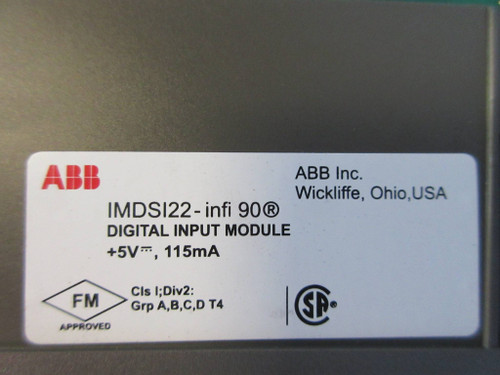 ABB
ABB Inc.
Wickliffe, Ohio,USA
IMDSI22-infi 90®
DIGITAL INPUT MODULE
+5V⎓, 115mA
FM
APPROVED
Cls I;Div2:
Grp A,B,C,D T4
SA®